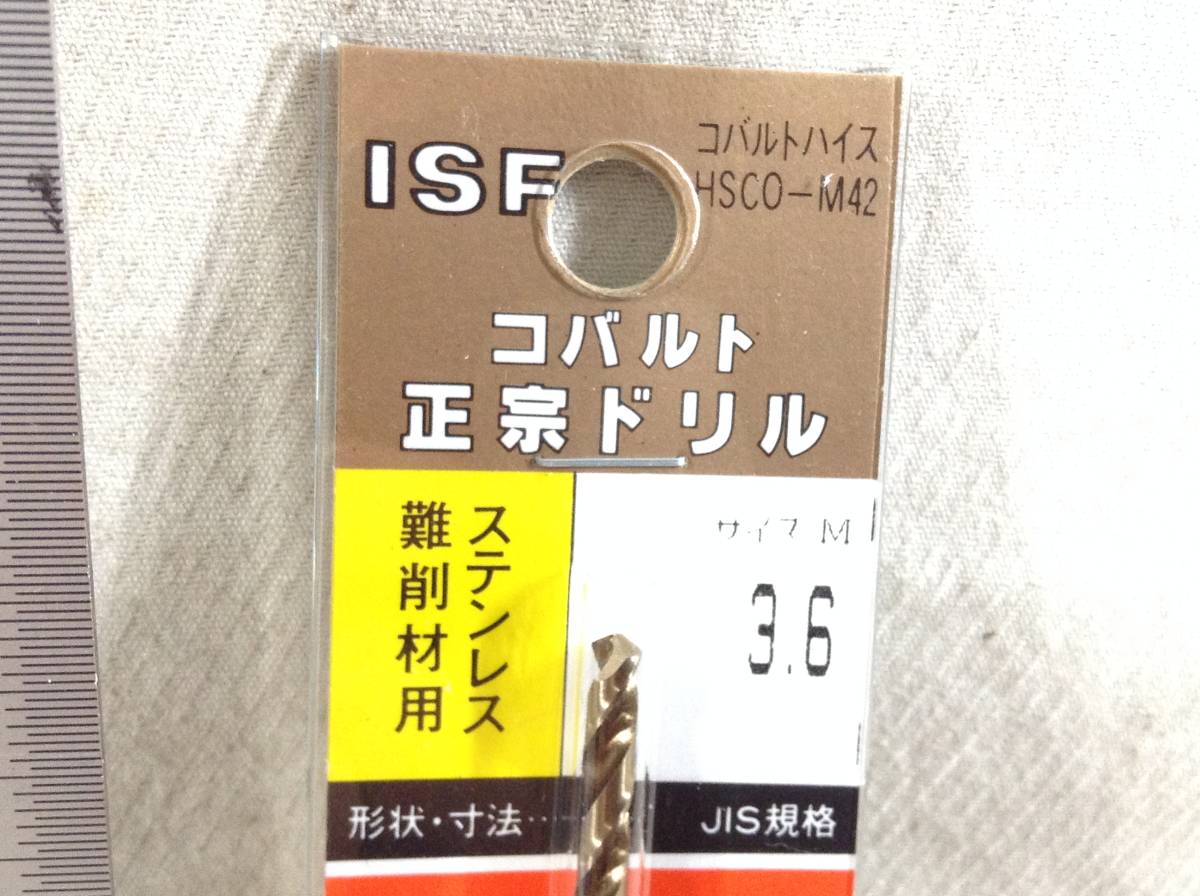 ISF
コバルトハイス
HSCO-M42
コバルト
正宗ドリル
ステンレス
難削材用
サイズ M
3.6
形状・寸法‥‥ JIS規格